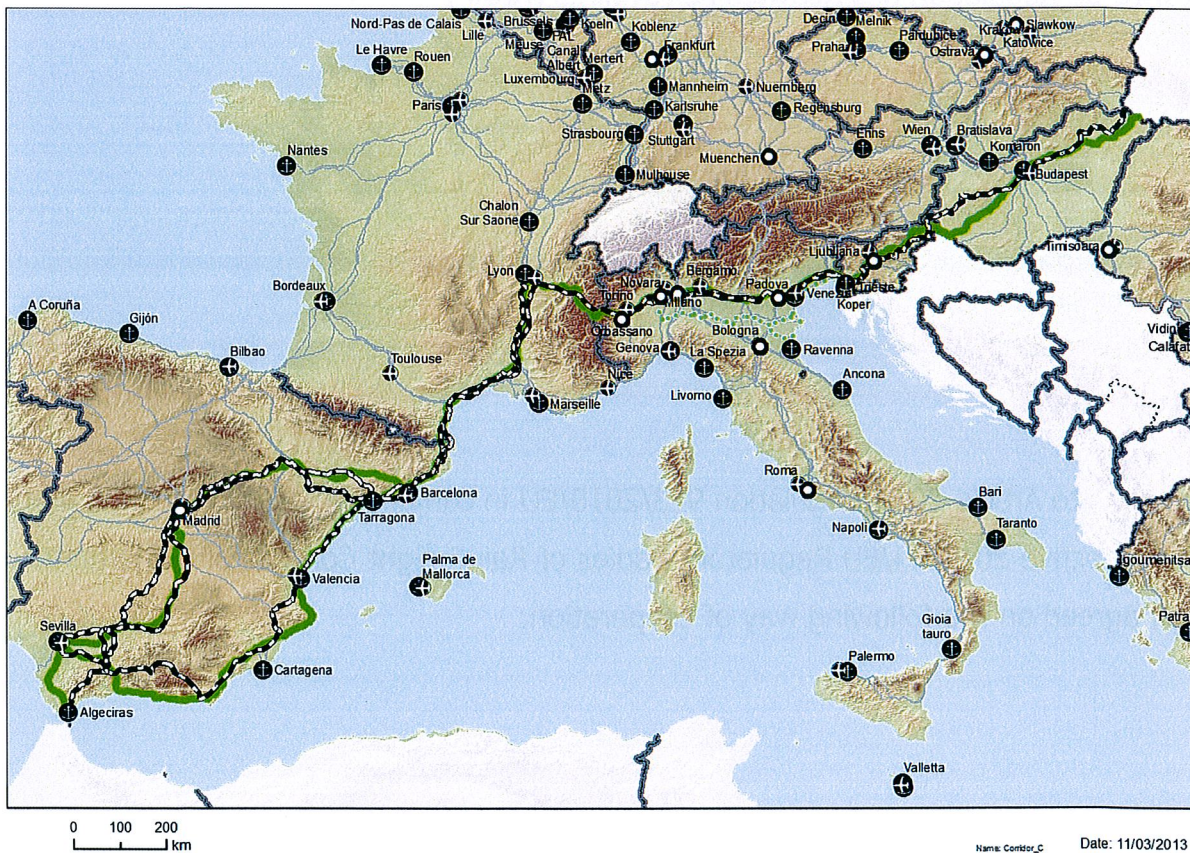 Nord-Pas de Calais
Lille
Brussels
Meuse
PAL
Canal
Albert
Koeln
Koblenz
Frankfurt
Decin
Melnik
Praha
Pardubice
Ostrava
Krakow
Slawkow
Katowice
Le Havre
Rouen
Luxembourg
Mertert
Metz
Mannheim
Nuernberg
Paris
Karlsruhe
Regensburg
Strasbourg
Stuttgart
Enns
Wien
Bratislava
Komaron
Nantes
Muenchen
Budapest
Mulhouse
Chalon
Sur Saone
Ljubljana
Timisoara
Lyon
Bergamo
Novara
Milano
Padova
Venezia
Trieste
Koper
Bordeaux
Torino
Orbassano
A Coruña
Gijón
Bologna
Vidin
Calafat
Genova
La Spezia
Ravenna
Bilbao
Toulouse
Nice
Ancona
Marseille
Livorno
Roma
Barcelona
Tarragona
Madrid
Bari
Taranto
Napoli
Palma de
Mallorca
Valencia
Igoumenitsa
Patra
Sevilla
Gioia
tauro
Cartagena
Palermo
Algeciras
Valletta
0 100 200
km
Name: Corridor_C
Date: 11/03/2013